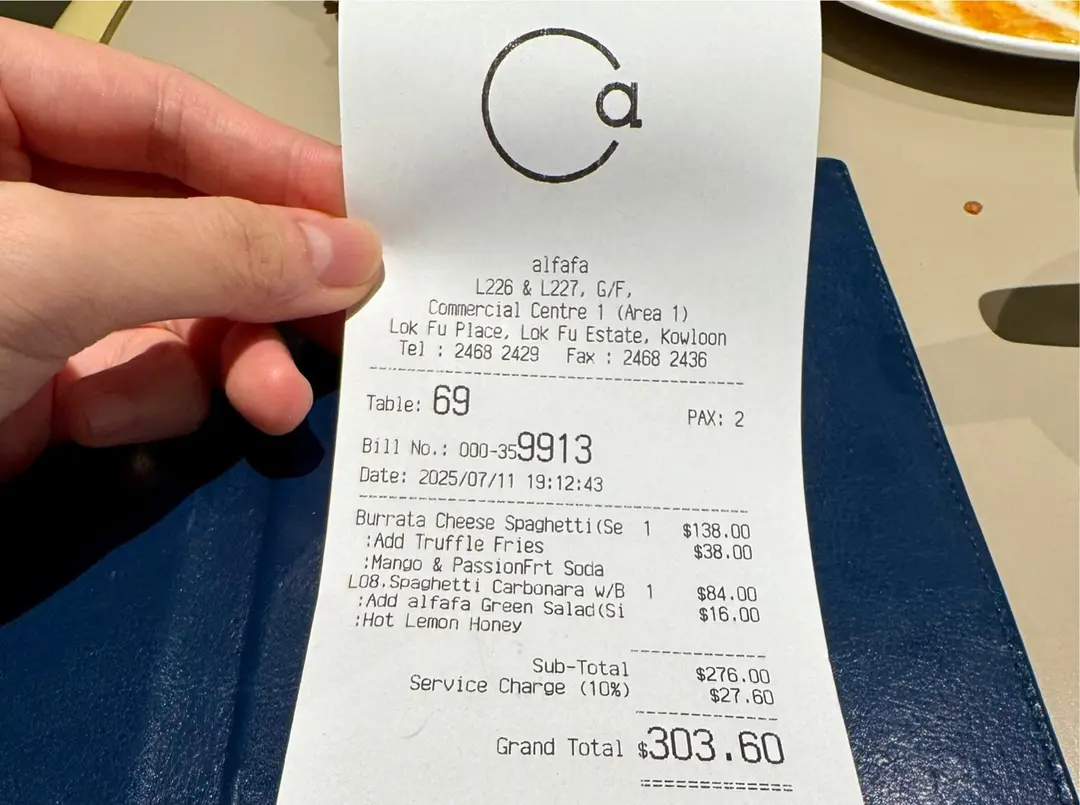 a
alfafa
L226 & L227, G/F,
Commercial Centre 1 (Area 1)
Lok Fu Place, Lok Fu Estate, Kowloon
Tel : 2468 2429 Fax : 2468 2436
Table: 69 PAX: 2
Bill No.: 000-359913
Date: 2025/07/11 19:12:43
Burrata Cheese Spaghetti(Se 1 $138.00
:Add Truffle Fries $38.00
:Mango & PassionFrt Soda
L08.Spaghetti Carbonara w/B 1 $84.00
:Add alfafa Green Salad(Si $16.00
:Hot Lemon Honey
Sub-Total $276.00
Service Charge (10%) $27.60
Grand Total $303.60